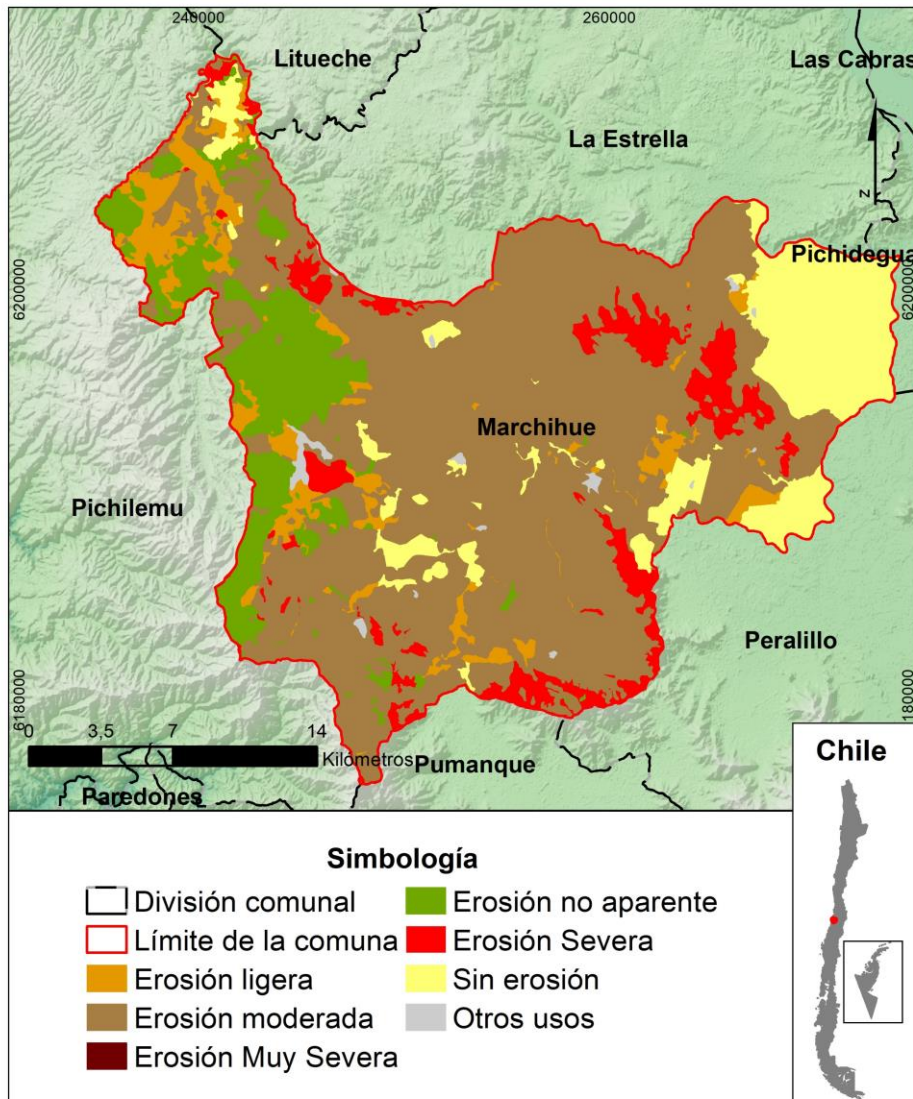 240000
260000
Litueche
Las Cabras
La Estrella
N
Pichidegua
6200000
6200000
Marchihue
Pichilemu
Peralillo
6180000
6180000
0 3,5 7 14
Kilómetros
Pumanque
Paredones
Chile
Simbología
División comunal
Límite de la comuna
Erosión ligera
Erosión moderada
Erosión Muy Severa
Erosión no aparente
Erosión Severa
Sin erosión
Otros usos